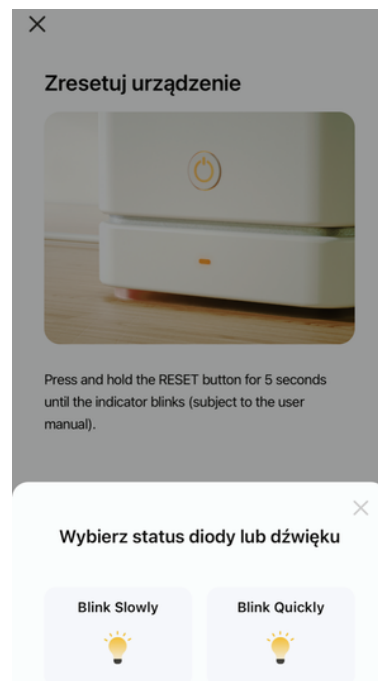 Zresetuj urządzenie
Press and hold the RESET button for 5 seconds
until the indicator blinks (subject to the user
manual).
Wybierz status diody lub dźwięku
Blink Slowly
Blink Quickly